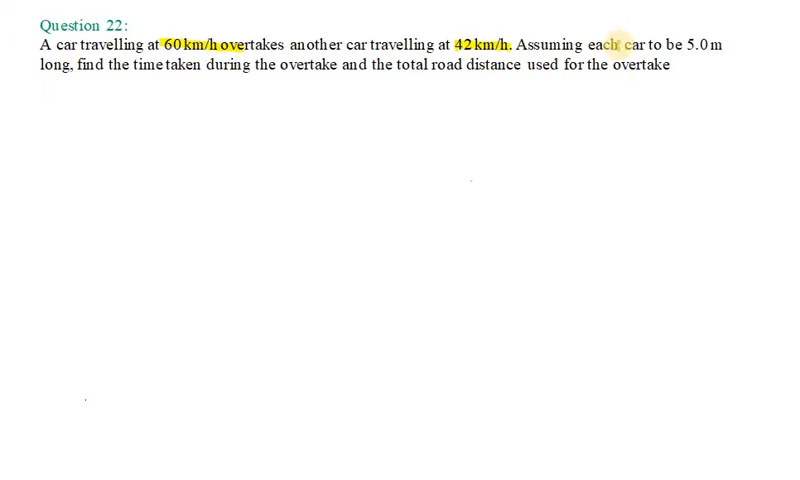 Question 22:
A car travelling at 60 km/h overtakes another car travelling at 42 km/h. Assuming each car to be 5.0 m
long, find the time taken during the overtake and the total road distance used for the overtake